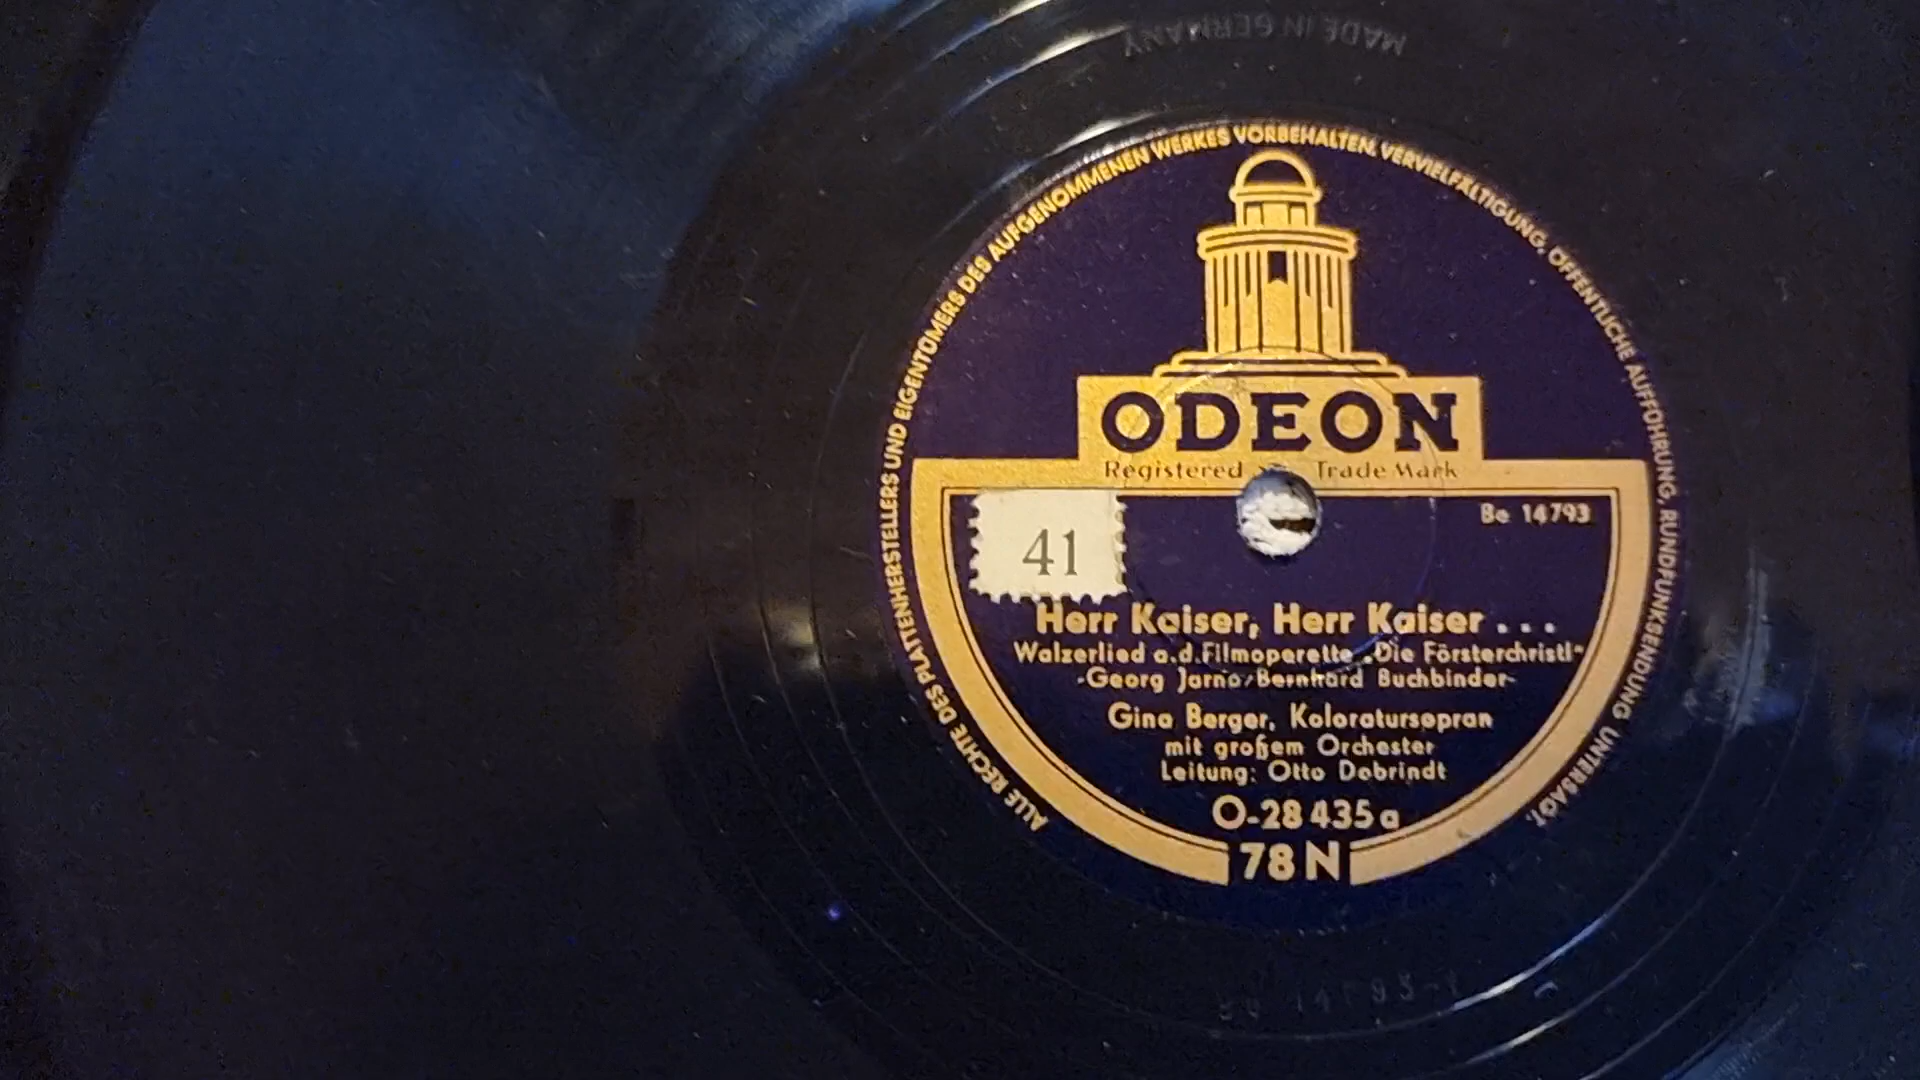 MADE IN GERMANY
ALLE RECHTE DES PLATTENHERSTELLERS UND EIGENTÜMERS DES AUFGENOMMENEN WERKES VORBEHALTEN. VERVIELFÄLTIGUNG, ÖFFENTLICHE AUFFÜHRUNG, RUNDFUNKSENDUNG UNTERSAGT.
ODEON
Registered Trade Mark
Be 14793
41
Herr Kaiser, Herr Kaiser . . .
Walzerlied a.d. Filmoperette „Die Försterchristl"
-Georg Jarno/Bernhard Buchbinder-
Gina Berger, Koloratursopran
mit großem Orchester
Leitung: Otto Dobrindt
O-28 435 a
78 N